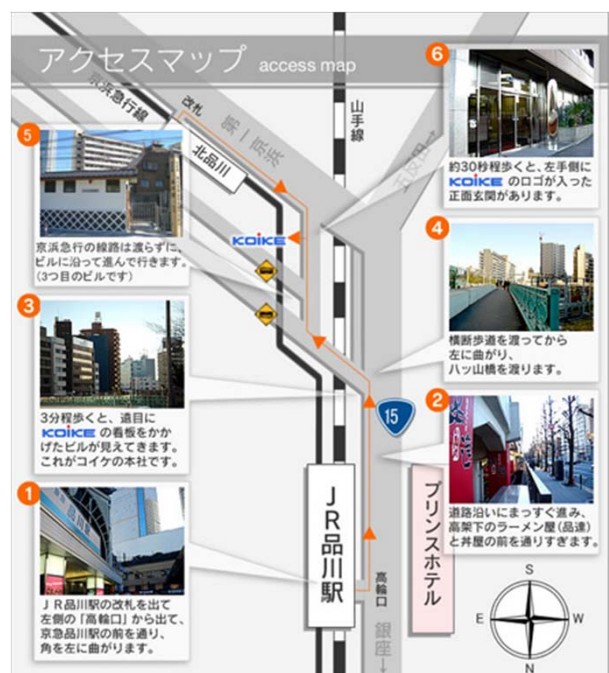 アクセスマップ access map
京浜急行線
改札
第一京浜
北品川
山手線
五反田→
6
約30秒程歩くと、左手側に
KOIKE のロゴが入った
正面玄関があります。
5
京浜急行の線路は渡らずに、
ビルに沿って進んで行きます。
(3つ目のビルです)
KOIKE
4
横断歩道を渡ってから
左に曲がり、
八ッ山橋を渡ります。
3
3分程歩くと、遠目に
KOIKE の看板をかか
げたビルが見えてきます。
これがコイケの本社です。
15
2
道路沿いにまっすぐ進み、
高架下のラーメン屋(品達)
と丼屋の前を通りすぎます。
1
JR品川駅の改札を出て
左側の「高輪口」から出て、
京急品川駅の前を通り、
角を左に曲がります。
JR品川駅
高輪口
プリンスホテル
銀座→
S
E
W
N